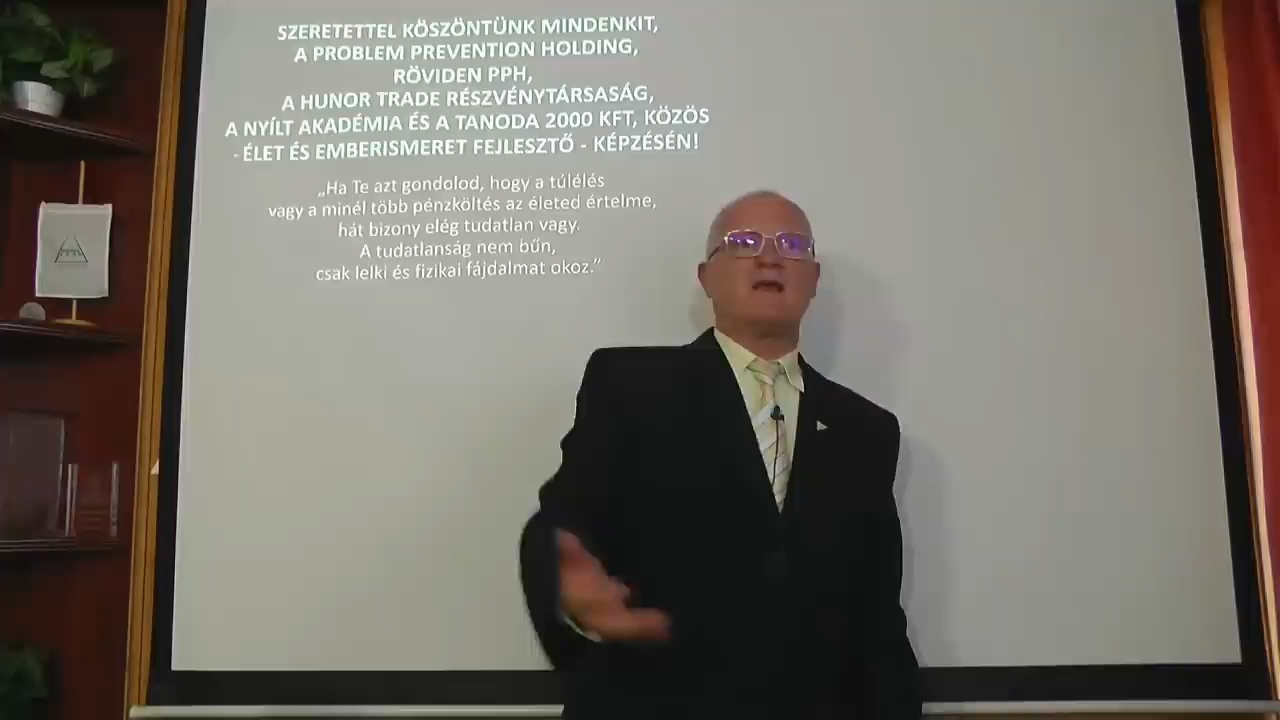 SZERETETTEL KÖSZÖNTÜNK MINDENKIT,
A PROBLEM PREVENTION HOLDING,
RÖVIDEN PPH,
A HUNOR TRADE RÉSZVÉNYTÁRSASÁG,
A NYÍLT AKADÉMIA ÉS A TANODA 2000 KFT, KÖZÖS
- ÉLET ÉS EMBERISMERET FEJLESZTŐ - KÉPZÉSÉN!
„Ha Te azt gondolod, hogy a túlélés
vagy a minél több pénzköltés az életed értelme,
hát bizony elég tudatlan vagy.
A tudatlanság nem bűn,
csak lelki és fizikai fájdalmat okoz.”